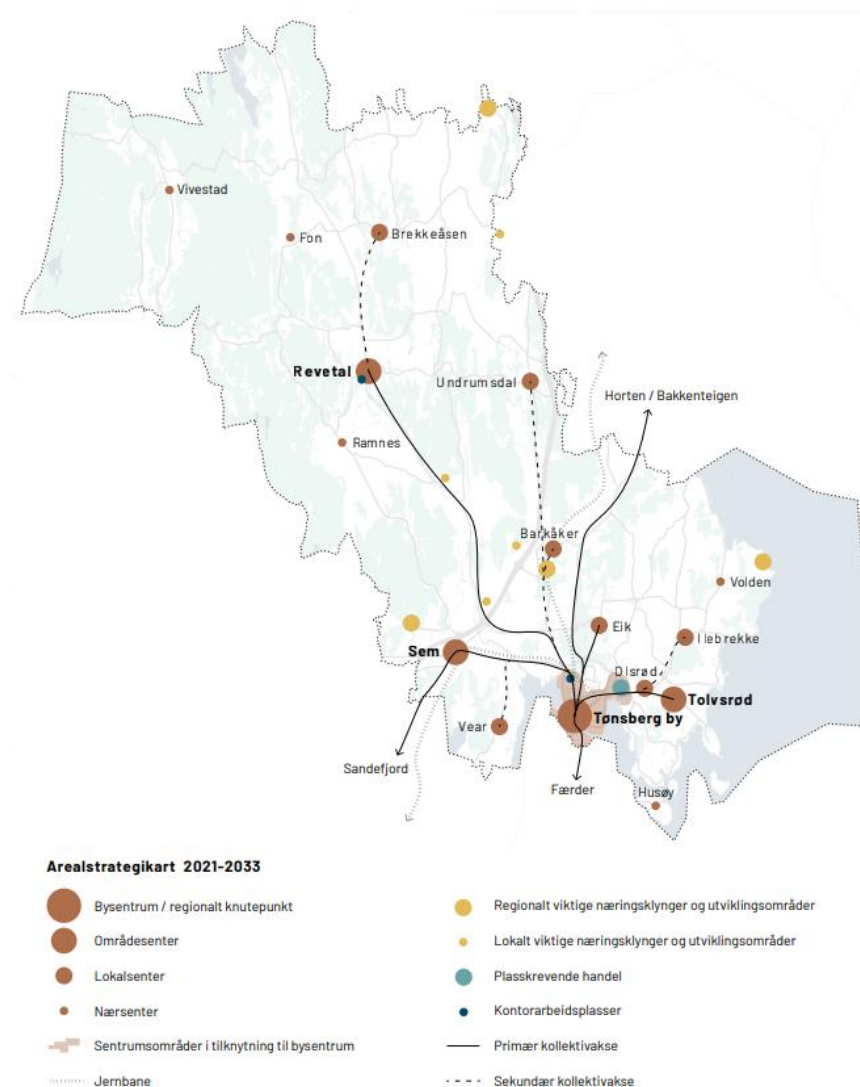 Vivestad
Fon
Brekkeåsen
Revetal
Undrumsdal
Horten / Bakkenteigen
Ramnes
Barkåker
Volden
Eik
Ilebrekke
Sem
Olsrød
Tolvsrød
Tønsberg by
Vear
Sandefjord
Færder
Husøy
Arealstrategikart 2021-2033
Bysentrum / regionalt knutepunkt
Områdesenter
Lokalsenter
Nærsenter
Sentrumsområder i tilknytning til bysentrum
Jernbane
Regionalt viktige næringsklynger og utviklingsområder
Lokalt viktige næringsklynger og utviklingsområder
Plasskrevende handel
Kontorarbeidsplasser
Primær kollektivakse
Sekundær kollektivakse